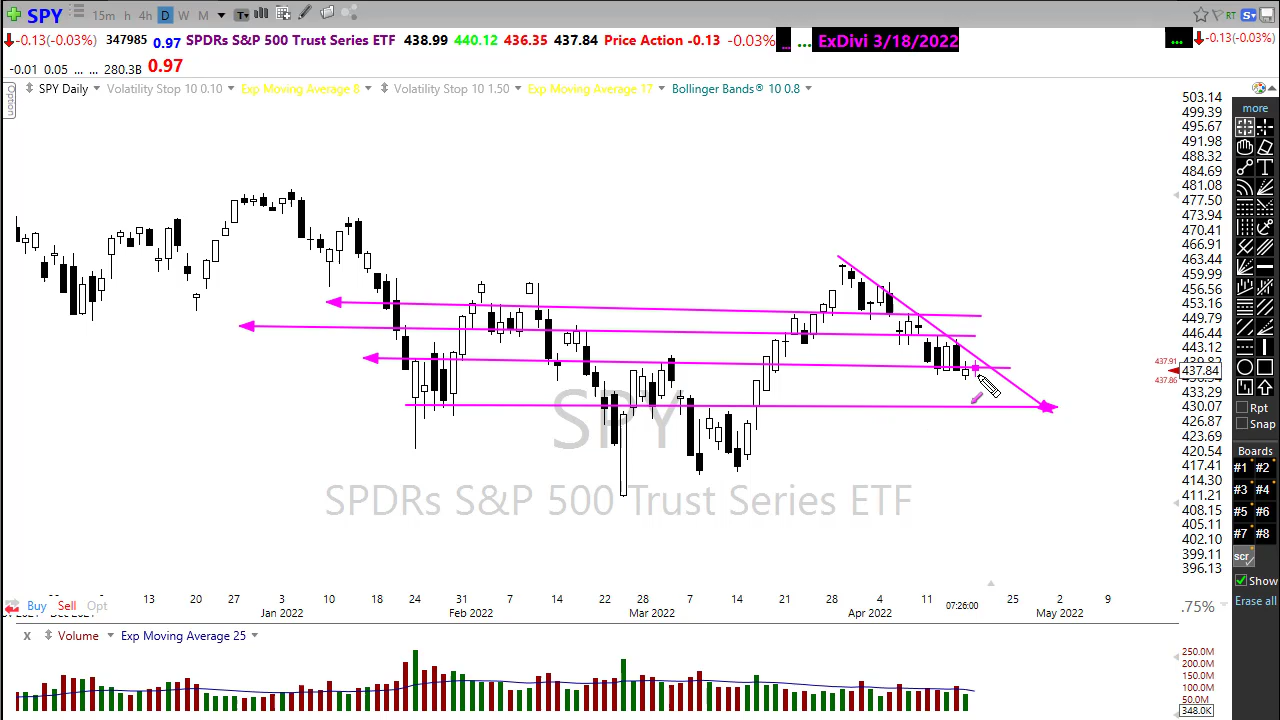 SPY 15m h 4h D W M T RT S
-0.13(-0.03%) 347985 0.97 SPDRs S&P 500 Trust Series ETF 438.99 440.12 436.35 437.84 Price Action -0.13 -0.03% ... ... ExDivi 3/18/2022 ... -0.13(-0.03%)
-0.01 0.05 ... ... 280.3B 0.97
Option
SPY Daily Volatility Stop 10 0.10 Exp Moving Average 8 Volatility Stop 10 1.50 Exp Moving Average 17 Bollinger Bands® 10 0.8
503.14
499.39
495.67
491.98
488.32
484.69
481.08
477.50
473.94
470.41
466.91
463.44
459.99
456.56
453.16
449.79
446.44
443.12
437.91
437.84
437.86
433.29
430.07
426.87
423.69
420.54
417.41
414.30
411.21
408.15
405.11
402.10
399.11
396.13
SPY
SPDRs S&P 500 Trust Series ETF
more
T
Rpt
Snap
Boards
#1 #2
#3 #4
#5 #6
#7 #8
scr
Show
Erase all
Buy Sell Opt
13 20 27 10 18 24 7 14 22 7 14 21 28 4 11 07:26:00 25 2 9
Jan 2022 Feb 2022 Mar 2022 Apr 2022 May 2022
.75%
X Volume Exp Moving Average 25
250.0M
200.0M
150.0M
100.0M
50.0M
348.0K